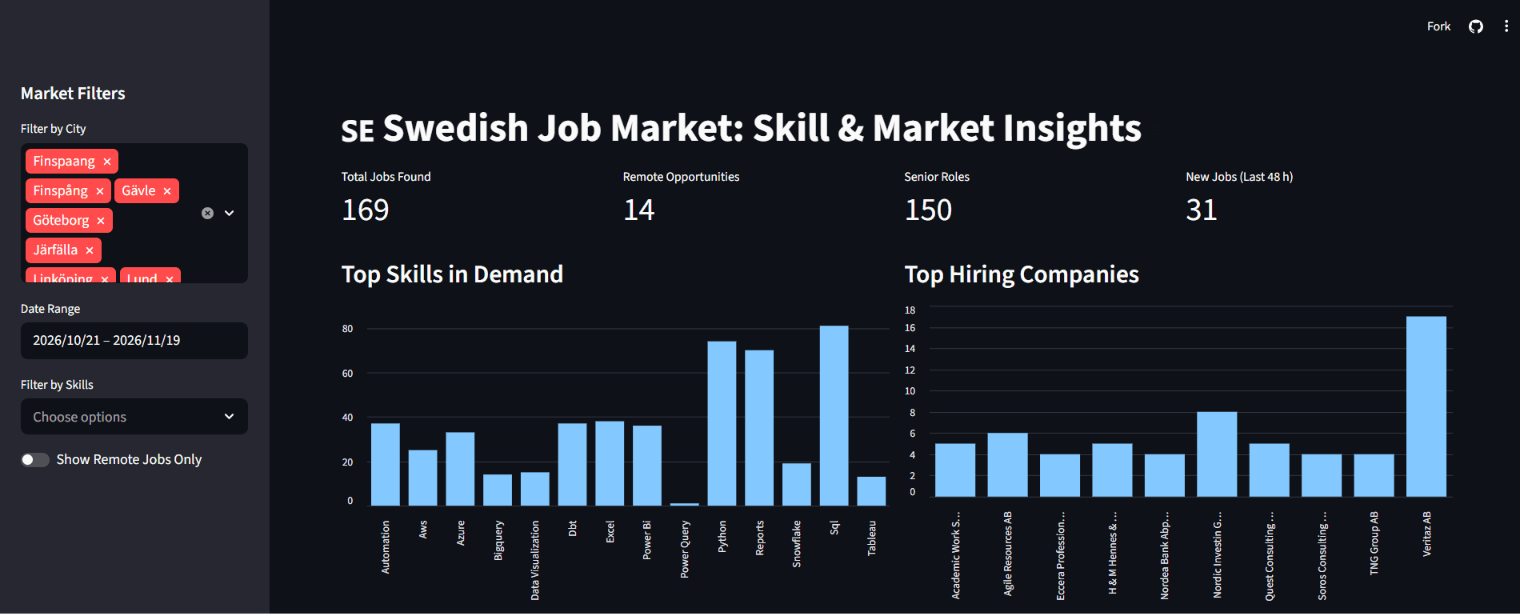 Fork
Market Filters
Filter by City
Finspaang ×
Finspång × Gävle ×
Göteborg ×
Järfälla ×
Linköping × Lund ×
Date Range
2026/10/21 – 2026/11/19
Filter by Skills
Choose options
Show Remote Jobs Only
SE Swedish Job Market: Skill & Market Insights
Total Jobs Found
169
Remote Opportunities
14
Senior Roles
150
New Jobs (Last 48 h)
31
Top Skills in Demand
80
60
40
20
0
Automation
Aws
Azure
Bigquery
Data Visualization
Dbt
Excel
Power Bi
Power Query
Python
Reports
Snowflake
Sql
Tableau
Top Hiring Companies
18
16
14
12
10
8
6
4
2
0
Academic Work S…
Agile Resources AB
Eccera Profession…
H & M Hennes & …
Nordea Bank Abp…
Nordic Investin G…
Quest Consulting …
Soros Consulting …
TNG Group AB
Veritaz AB